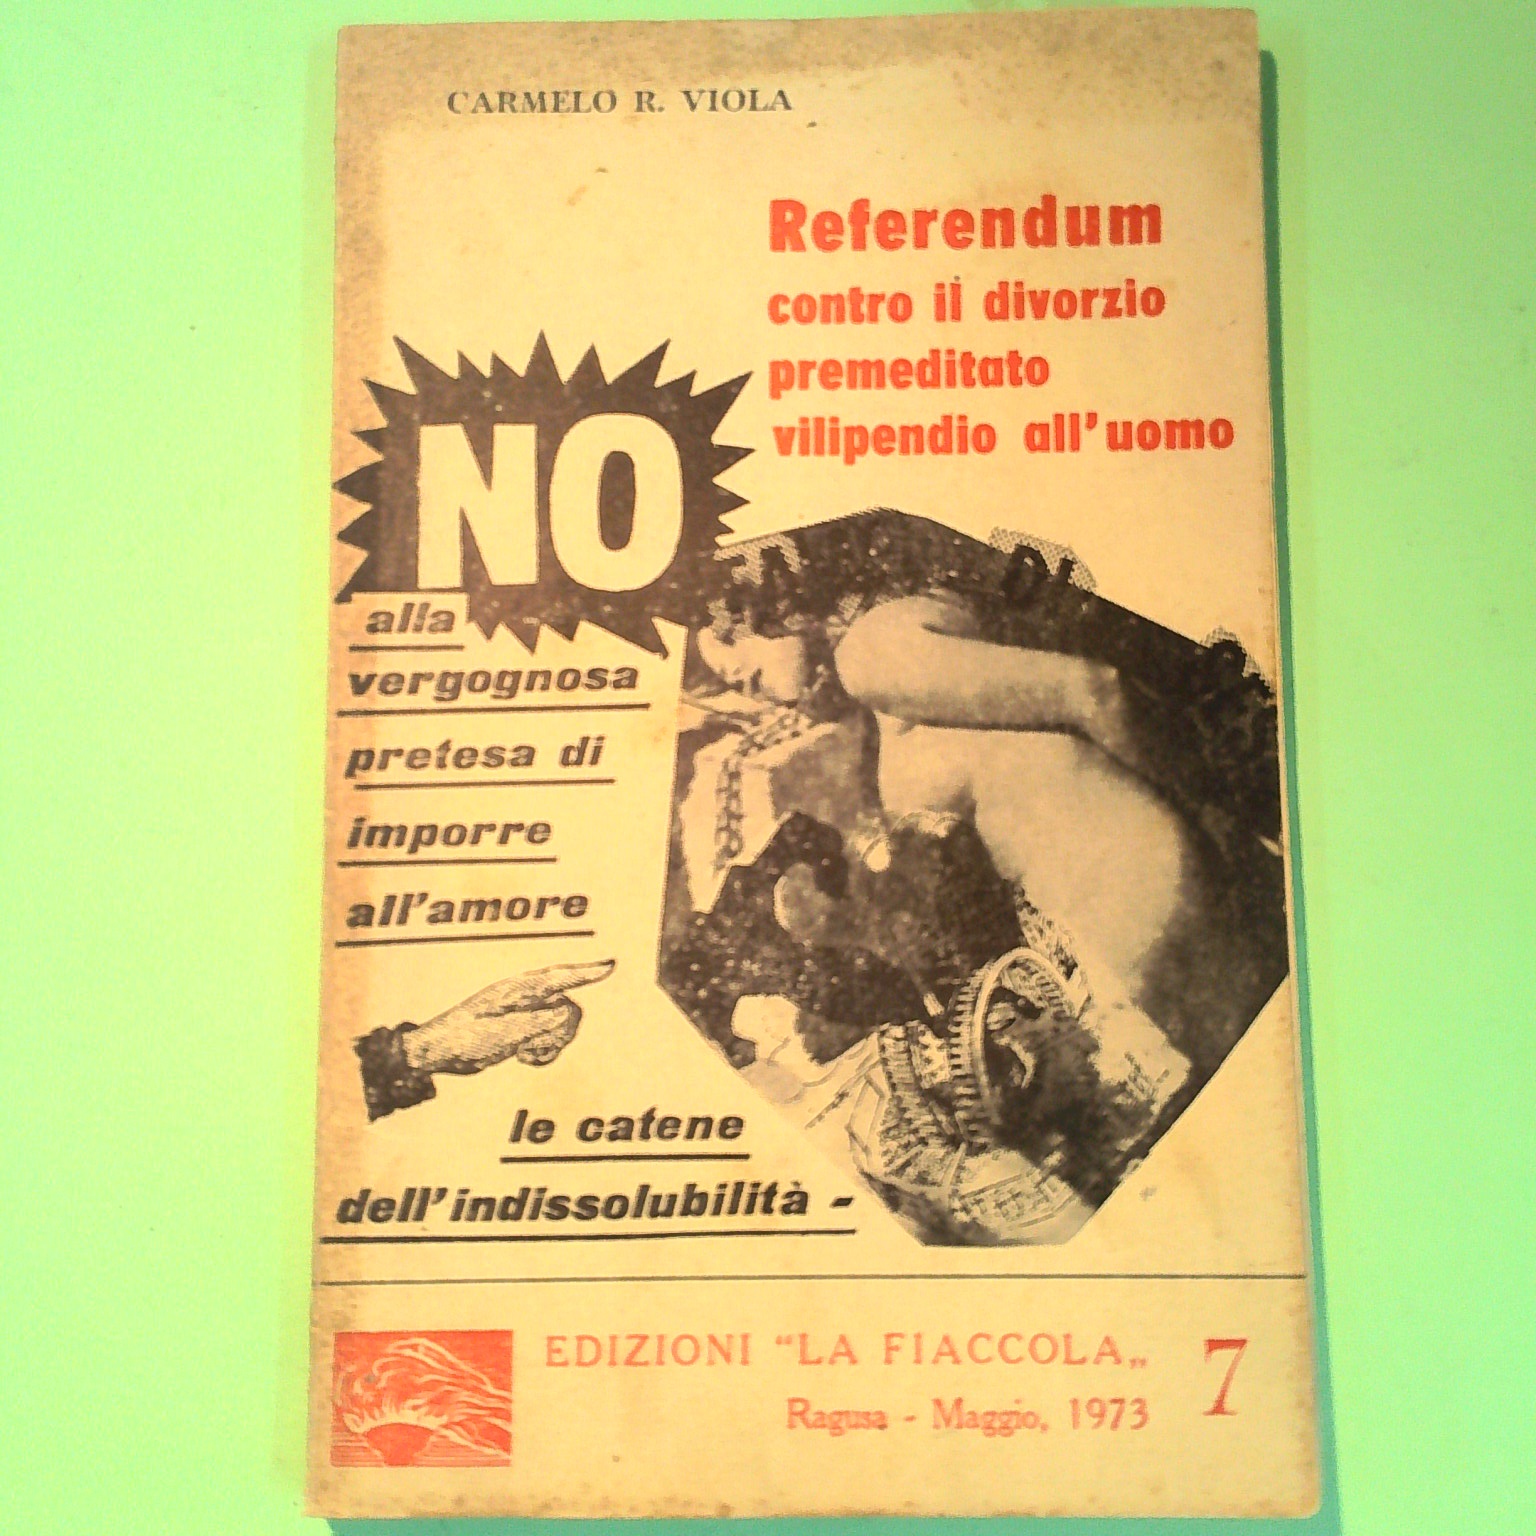 CARMELO R. VIOLA
Referendum
contro il divorzio
premeditato
vilipendio all'uomo
NO
alla
vergognosa
pretesa di
imporre
all'amore
le catene
dell'indissolubilità -
EDIZIONI "LA FIACCOLA„
Ragusa - Maggio, 1973
7